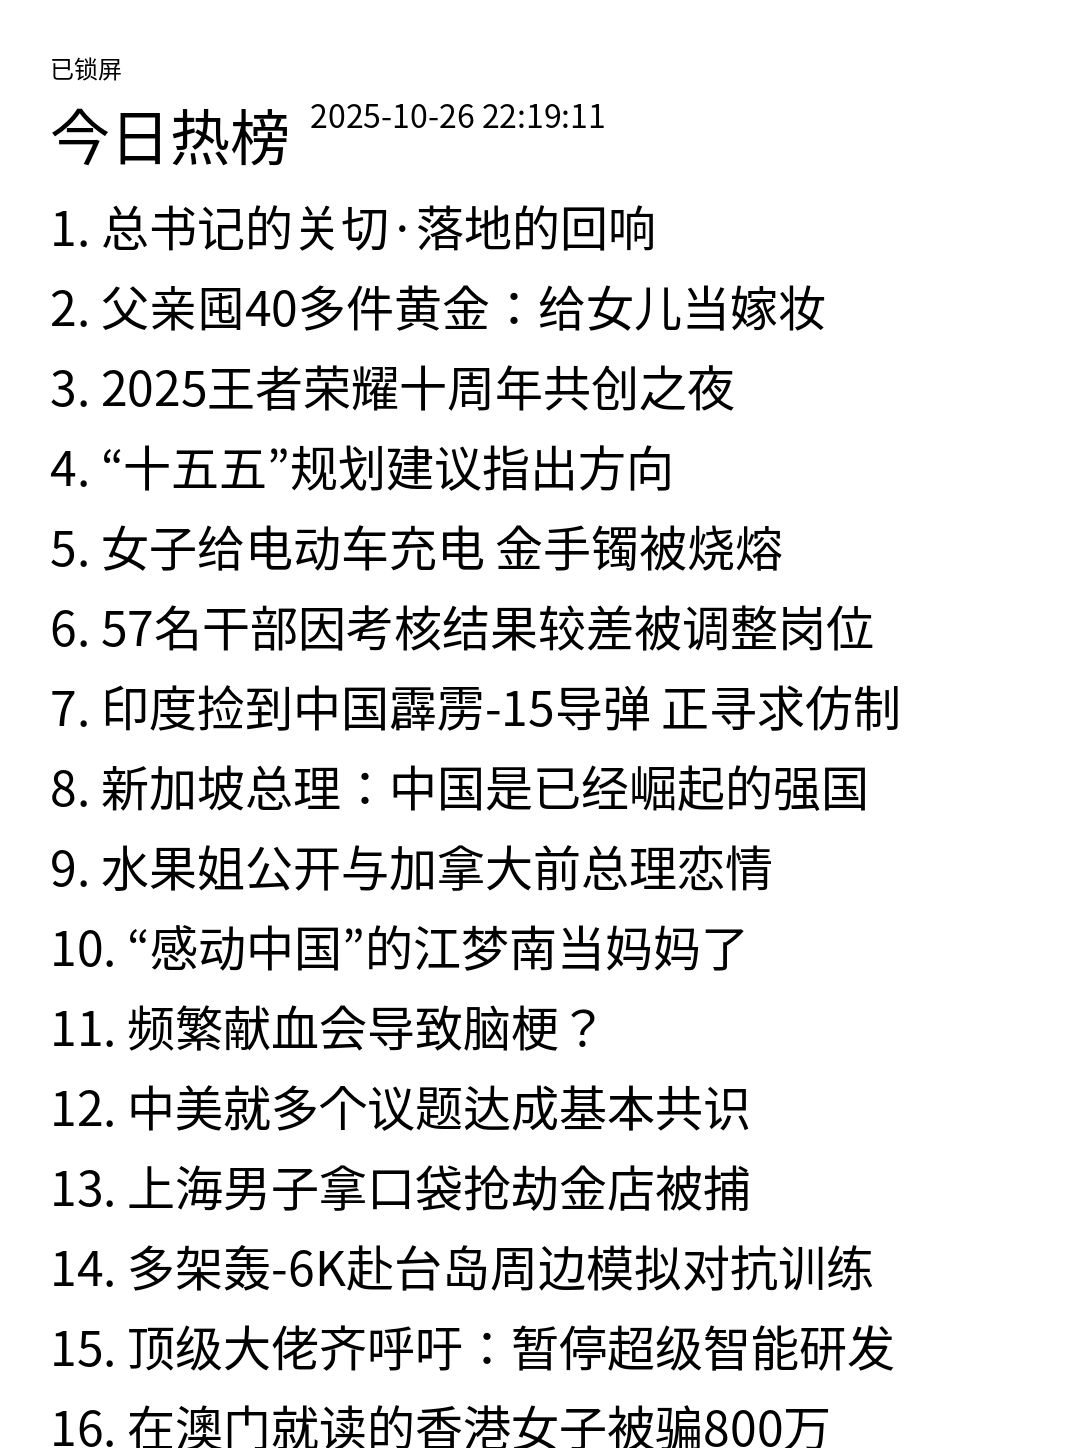 已锁屏
今日热榜 2025-10-26 22:19:11
1. 总书记的关切·落地的回响
2. 父亲囤40多件黄金：给女儿当嫁妆
3. 2025王者荣耀十周年共创之夜
4. “十五五”规划建议指出方向
5. 女子给电动车充电 金手镯被烧熔
6. 57名干部因考核结果较差被调整岗位
7. 印度捡到中国霹雳-15导弹 正寻求仿制
8. 新加坡总理：中国是已经崛起的强国
9. 水果姐公开与加拿大前总理恋情
10. “感动中国”的江梦南当妈妈了
11. 频繁献血会导致脑梗？
12. 中美就多个议题达成基本共识
13. 上海男子拿口袋抢劫金店被捕
14. 多架轰-6K赴台岛周边模拟对抗训练
15. 顶级大佬齐呼吁：暂停超级智能研发
16. 在澳门就读的香港女子被骗800万